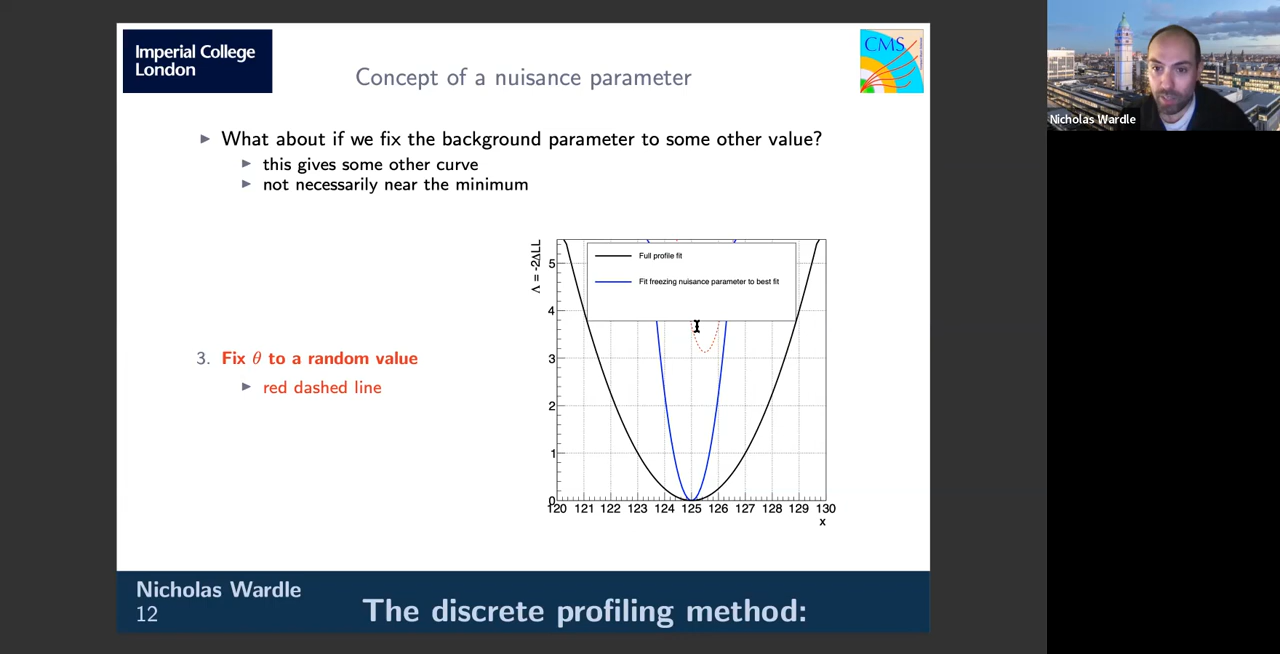 Imperial College
London
CMS
Concept of a nuisance parameter
What about if we fix the background parameter to some other value?
this gives some other curve
not necessarily near the minimum
3. Fix θ to a random value
red dashed line
Λ = -2ΔLL
Full profile fit
Fit freezing nuisance parameter to best fit
5
4
3
2
1
0
120 121 122 123 124 125 126 127 128 129 130
x
Nicholas Wardle
12
The discrete profiling method:
Nicholas Wardle